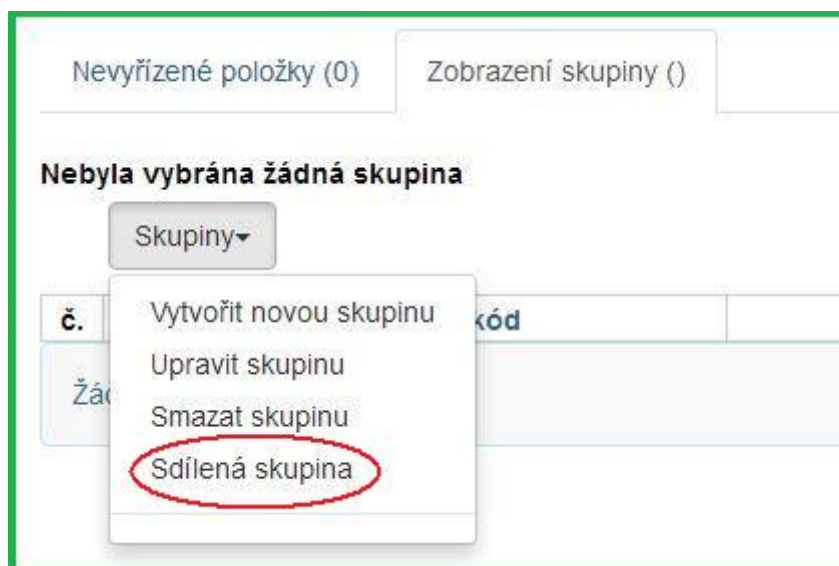 Nevyřízené položky (0)
Zobrazení skupiny ()
Nebyla vybrána žádná skupina
Skupiny
č.
Vytvořit novou skupinu
kód
Upravit skupinu
Smazat skupinu
Sdílená skupina